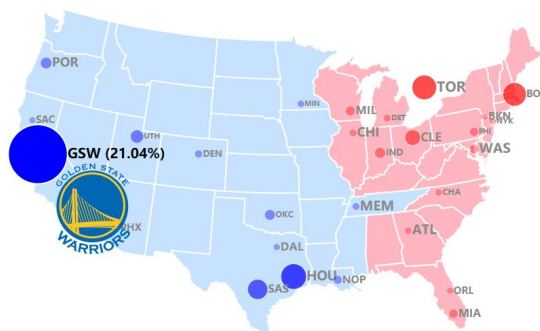 POR
SAC
GSW (21.04%)
UTH
DEN
GOLDEN STATE
WARRIORS
PHX
MIN
OKC
DAL
SAS
HOU
NOP
MEM
MIL
CHI
DET
IND
CLE
TOR
BO
BKN
NYK
PHI
WAS
CHA
ATL
ORL
MIA